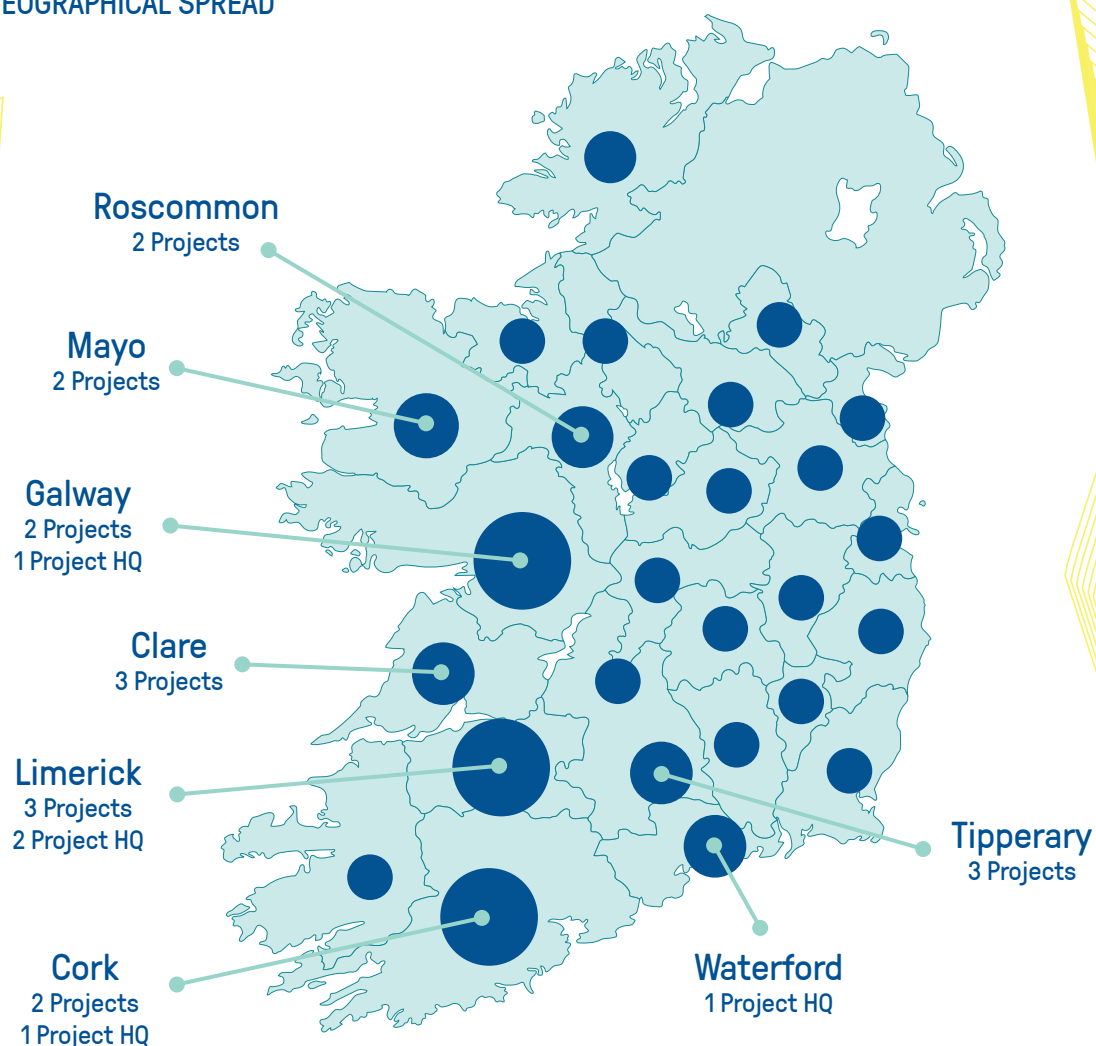 EOGRAPHICAL SPREAD
Roscommon
2 Projects
Mayo
2 Projects
Galway
2 Projects
1 Project HQ
Clare
3 Projects
Limerick
3 Projects
2 Project HQ
Cork
2 Projects
1 Project HQ
Tipperary
3 Projects
Waterford
1 Project HQ